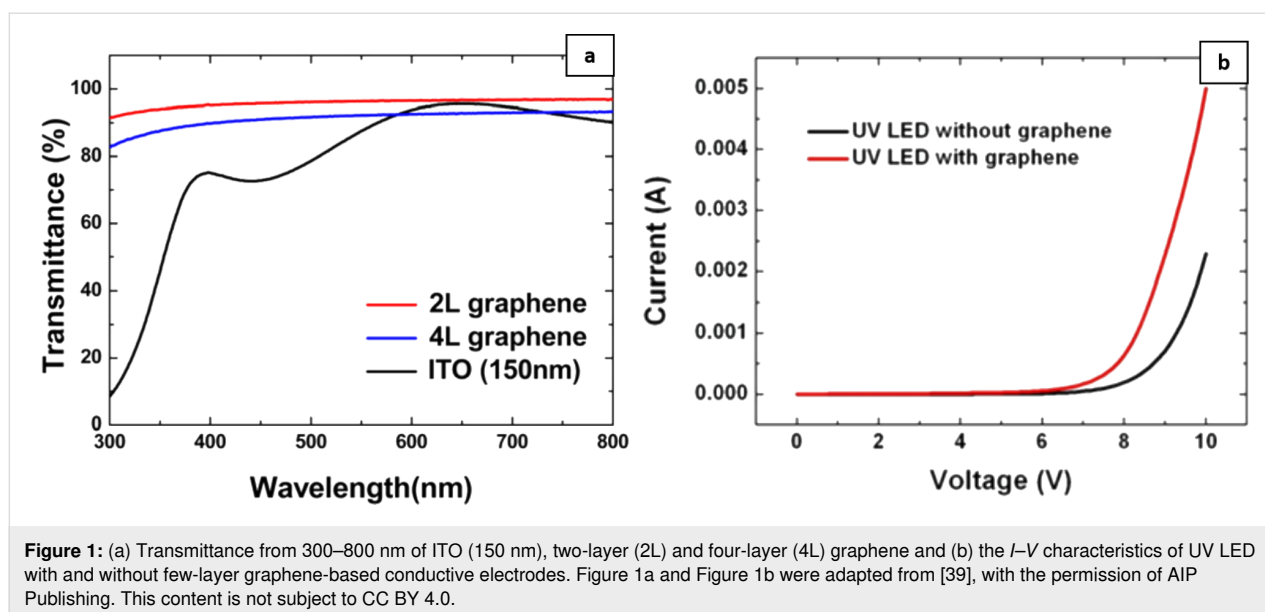 a
Transmittance (%)
100
80
60
40
20
0
2L graphene
4L graphene
ITO (150nm)
300 400 500 600 700 800
Wavelength(nm)
b
Current (A)
0.005
0.004
0.003
0.002
0.001
0.000
UV LED without graphene
UV LED with graphene
0 2 4 6 8 10
Voltage (V)
Figure 1: (a) Transmittance from 300–800 nm of ITO (150 nm), two-layer (2L) and four-layer (4L) graphene and (b) the I–V characteristics of UV LED
with and without few-layer graphene-based conductive electrodes. Figure 1a and Figure 1b were adapted from [39], with the permission of AIP
Publishing. This content is not subject to CC BY 4.0.